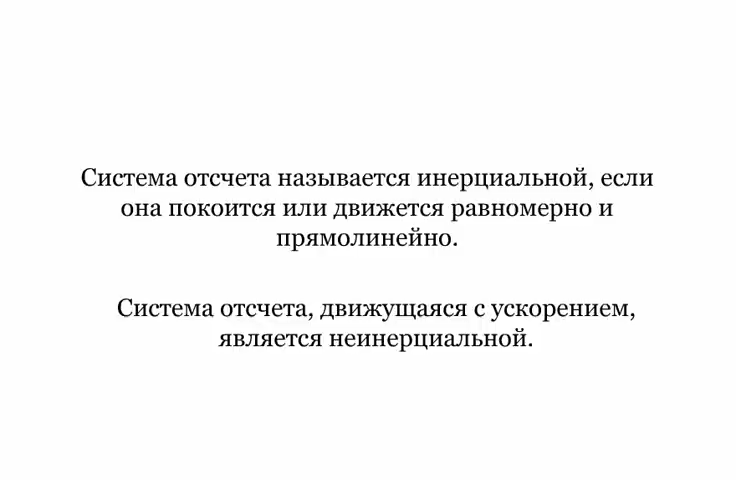 Система отсчета называется инерциальной, если
она покоится или движется равномерно и
прямолинейно.
Система отсчета, движущаяся с ускорением,
является неинерциальной.